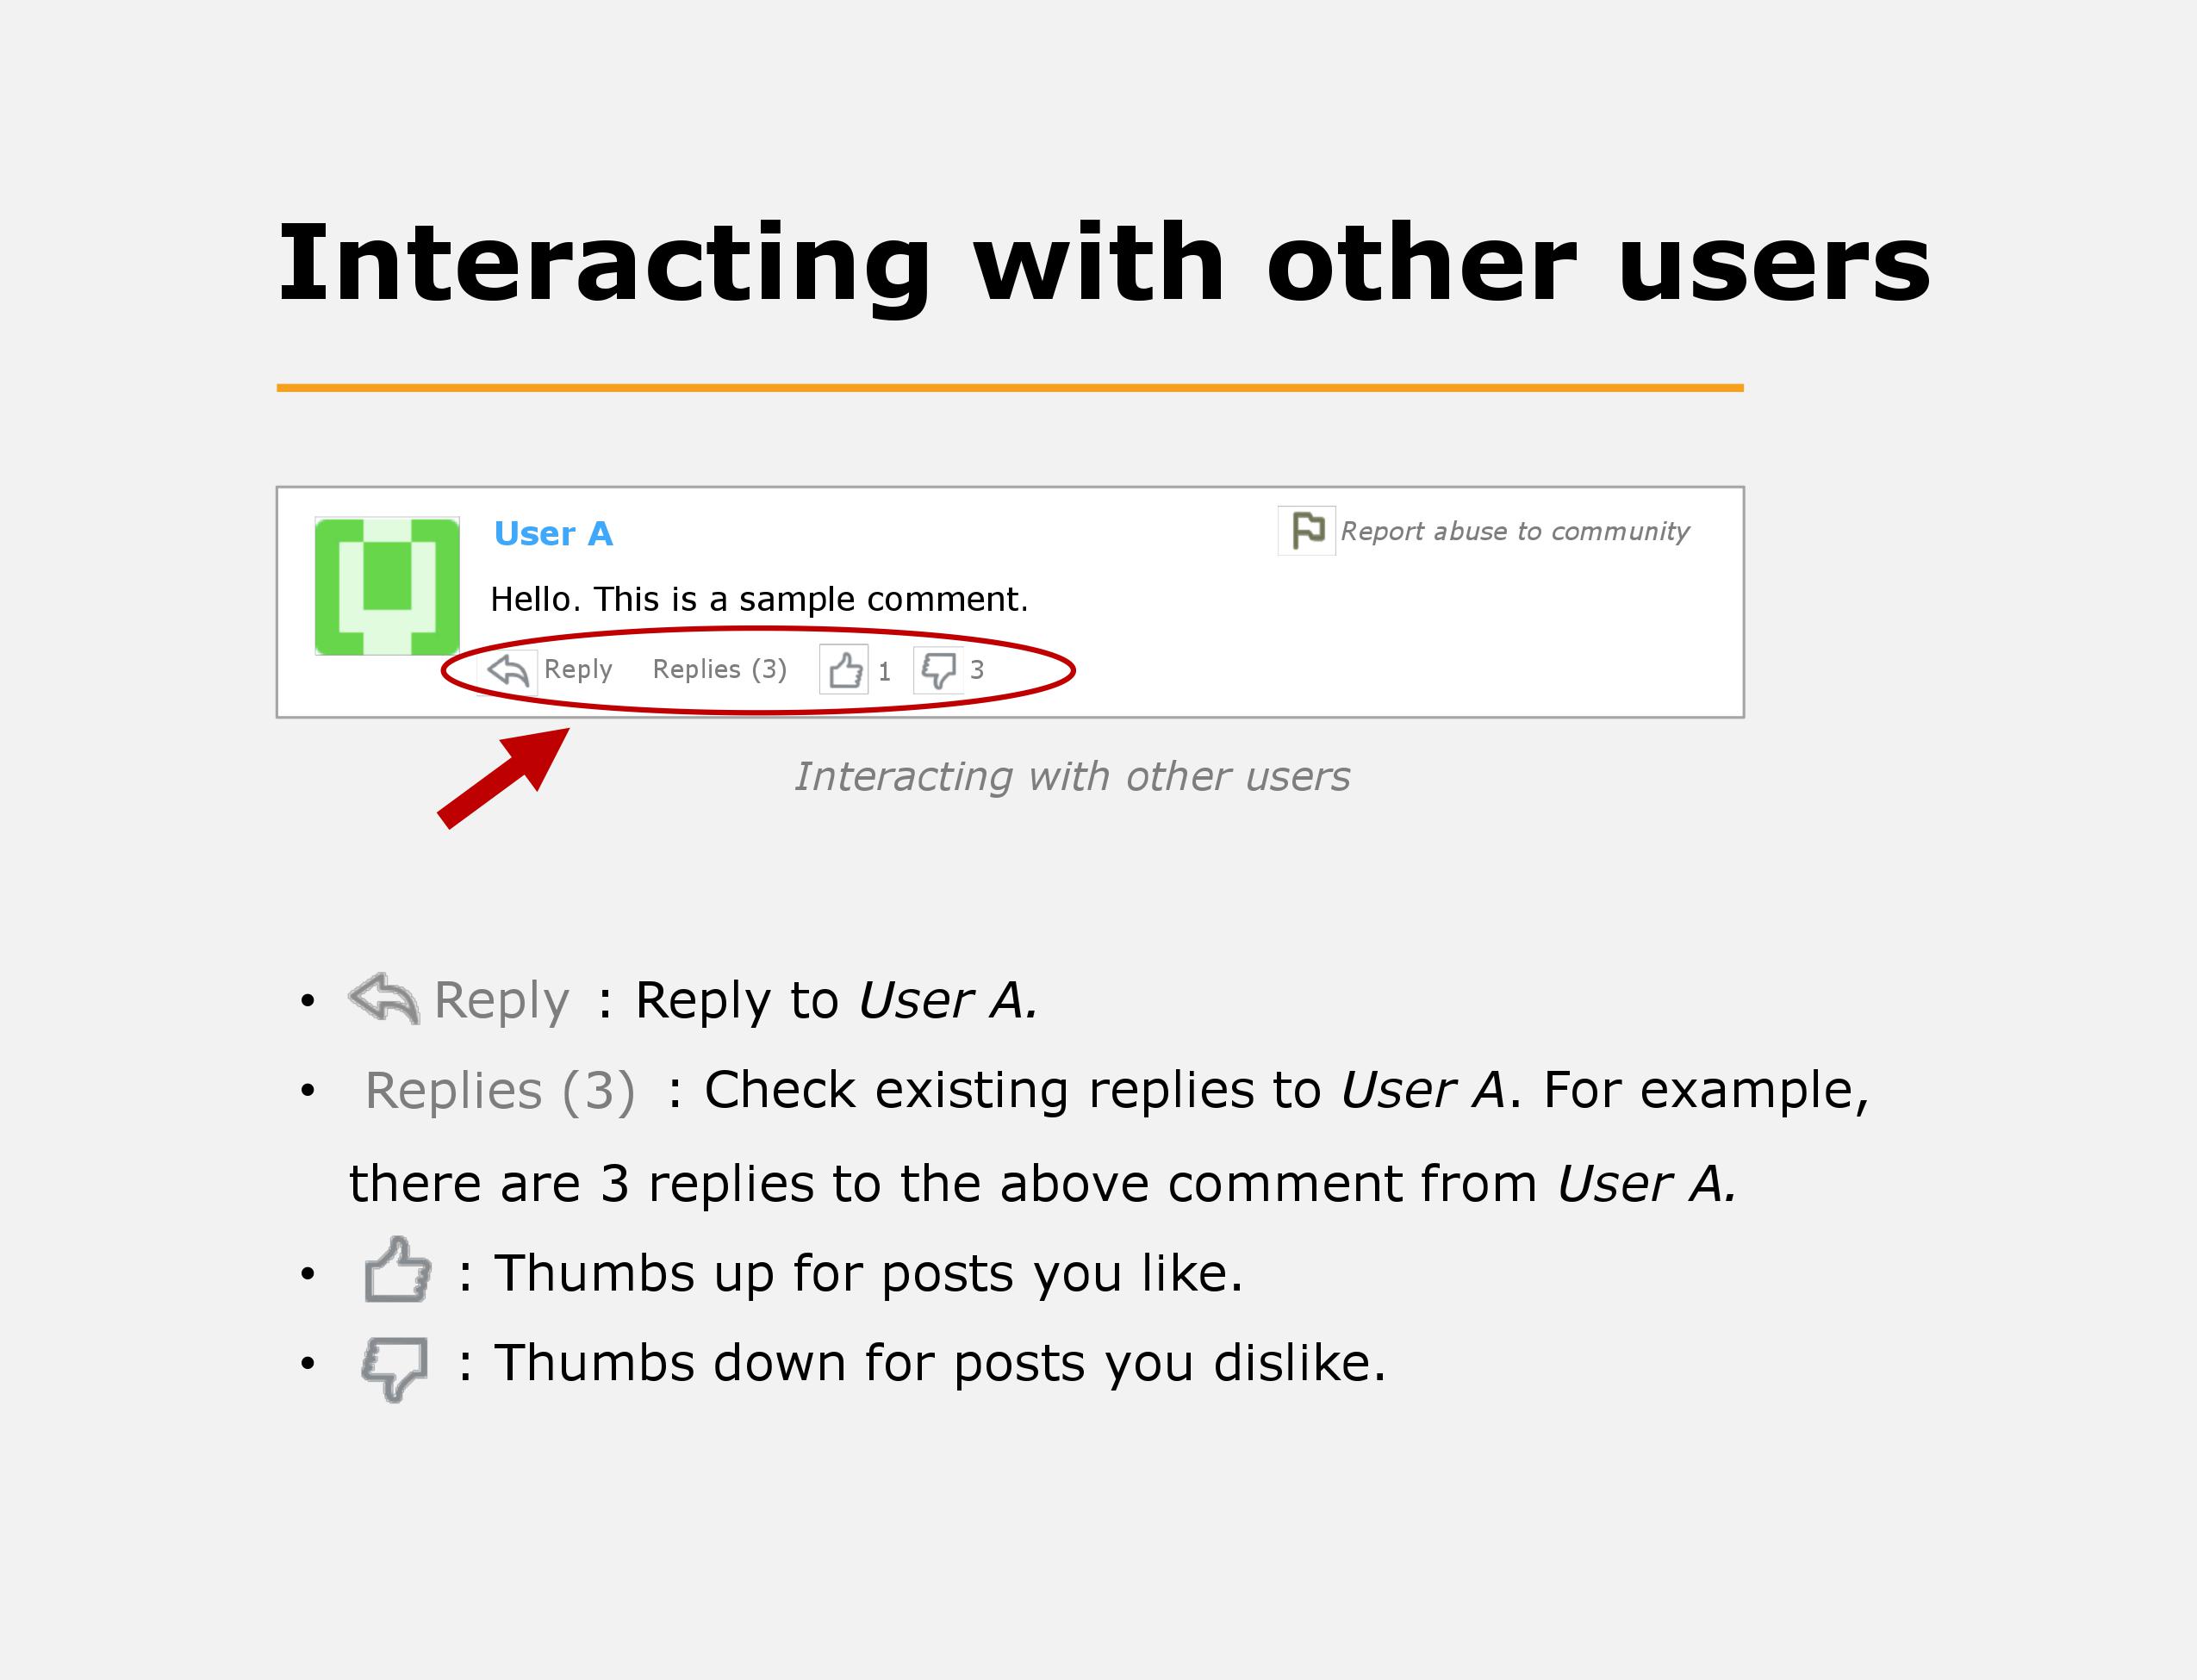 Interacting with other users
User A
Report abuse to community
Hello. This is a sample comment.
Reply Replies (3) 1 3
Interacting with other users
• Reply : Reply to User A.
• Replies (3) : Check existing replies to User A. For example,
there are 3 replies to the above comment from User A.
• : Thumbs up for posts you like.
• : Thumbs down for posts you dislike.